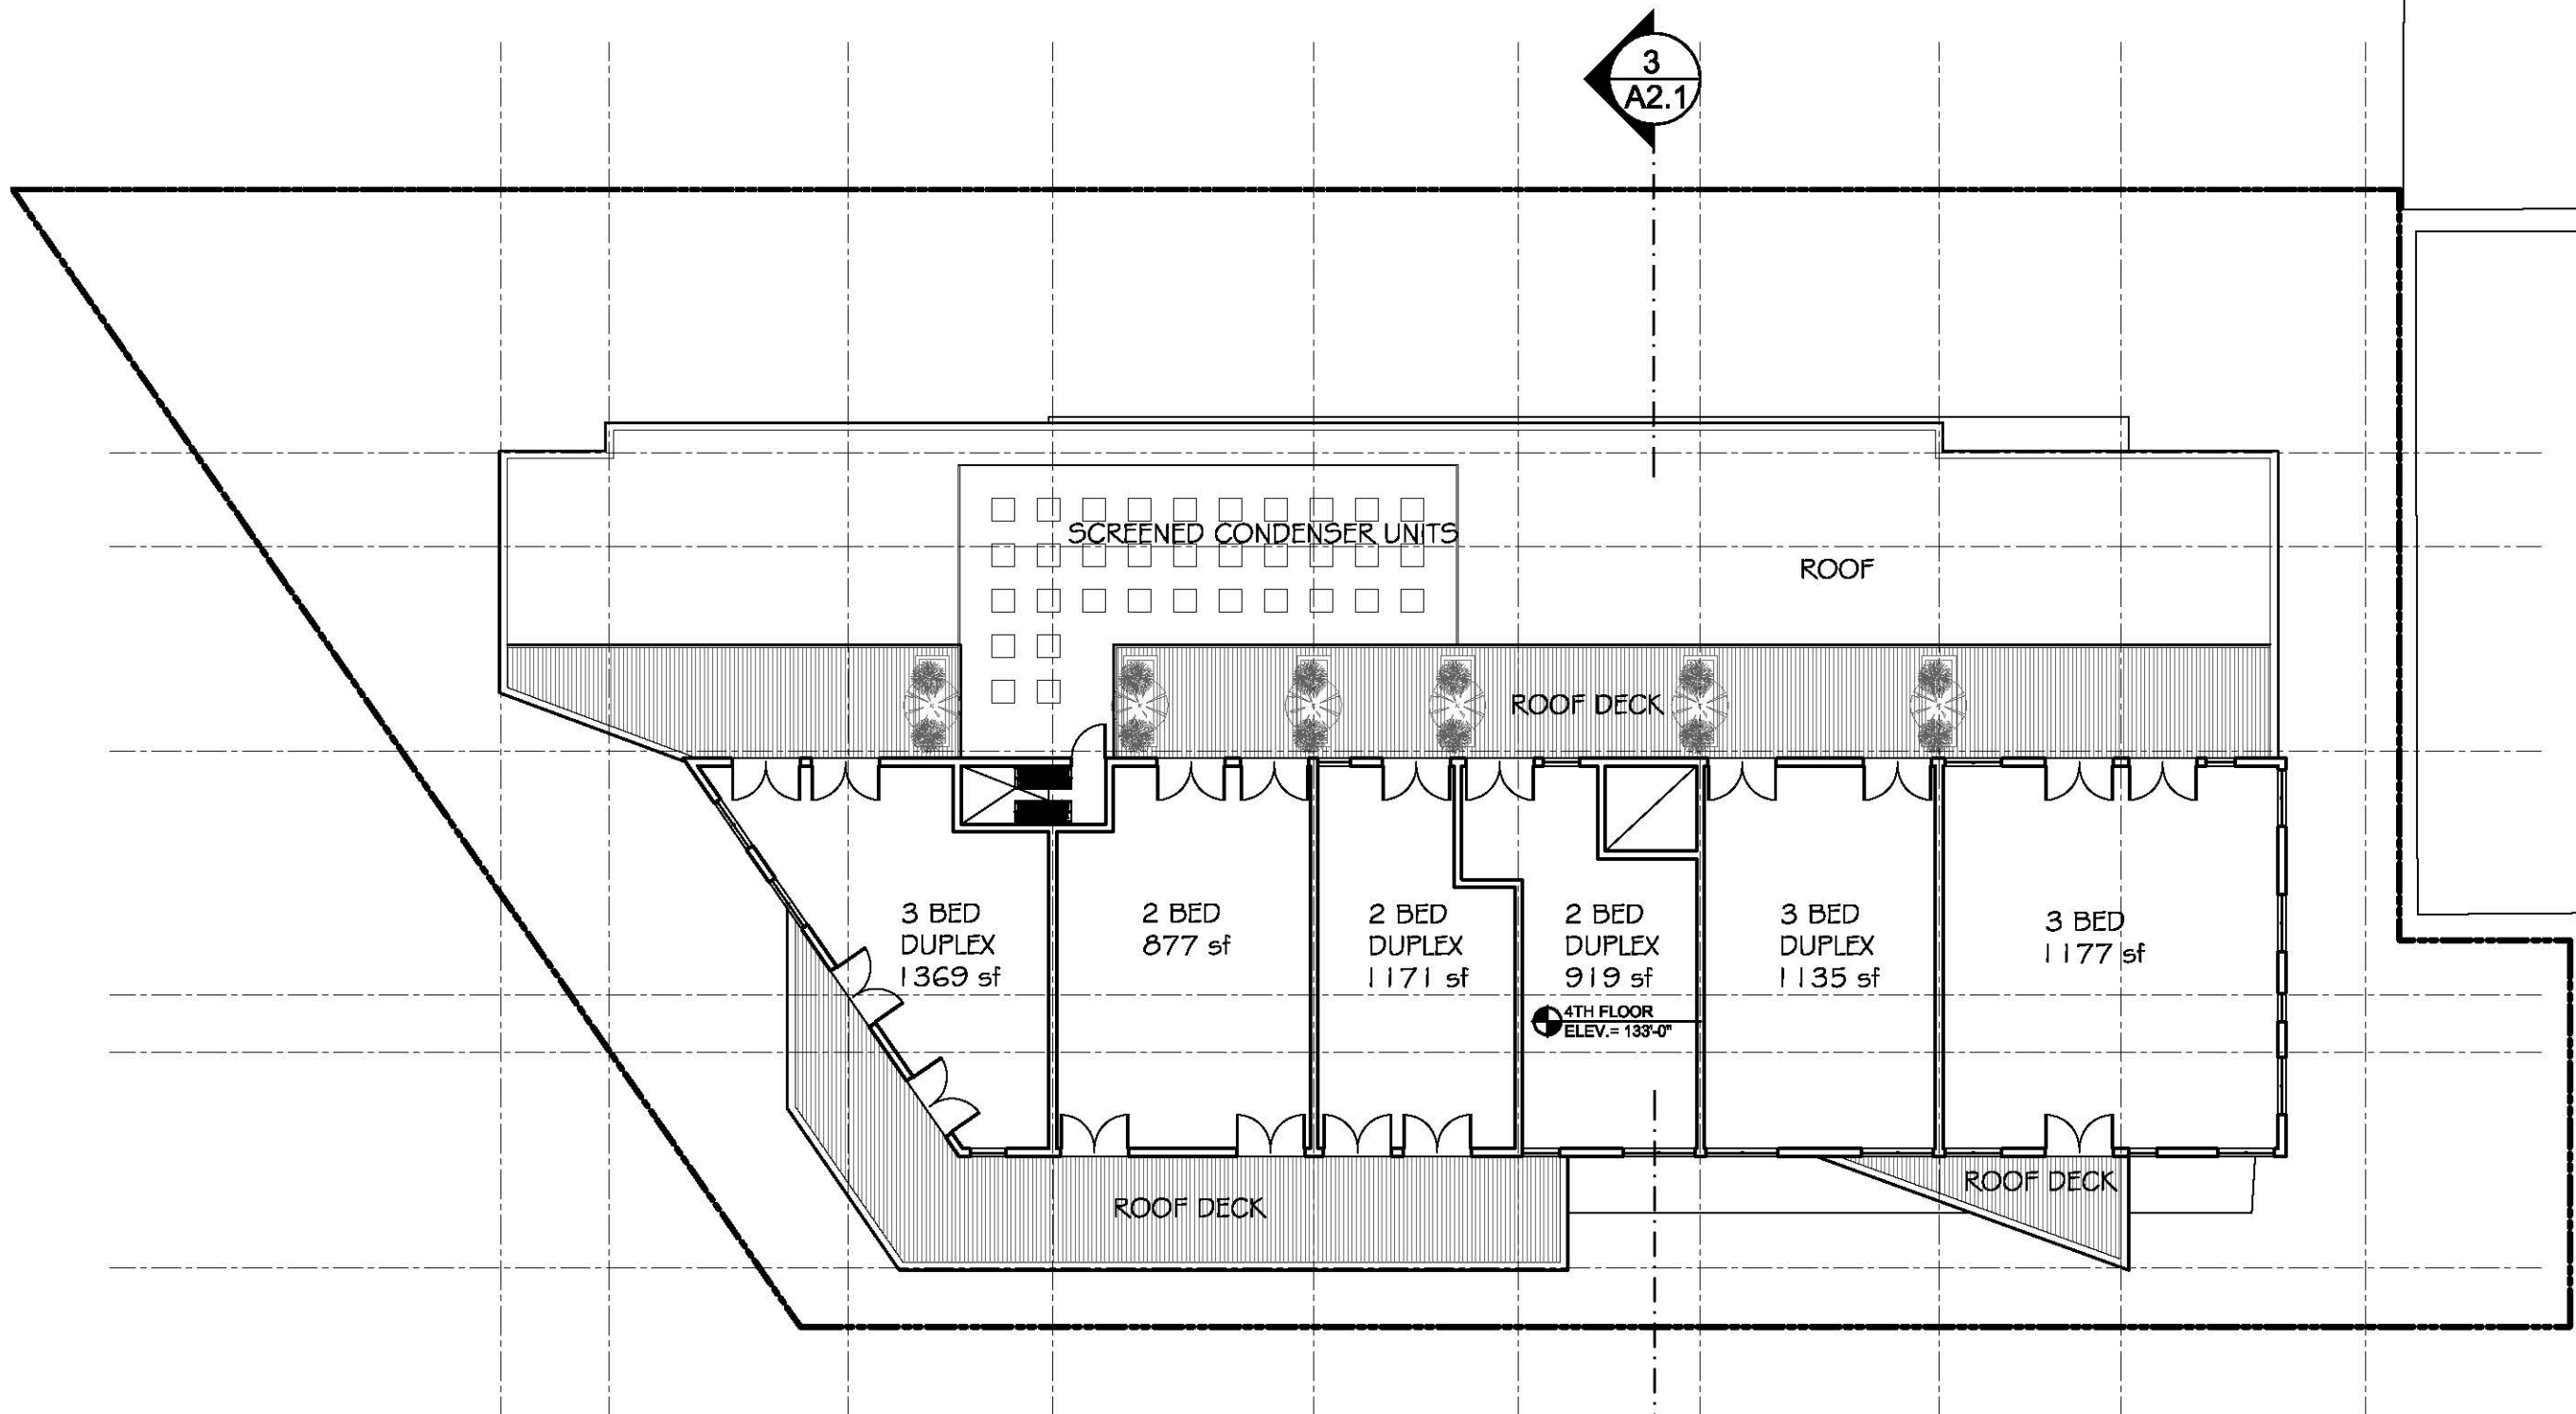 3
A2.1
SCREENED CONDENSER UNITS
ROOF
ROOF DECK
3 BED
DUPLEX
1369 sf
2 BED
877 sf
2 BED
DUPLEX
1171 sf
2 BED
DUPLEX
919 sf
3 BED
DUPLEX
1135 sf
3 BED
1177 sf
4TH FLOOR
ELEV.= 133'-0"
ROOF DECK
ROOF DECK